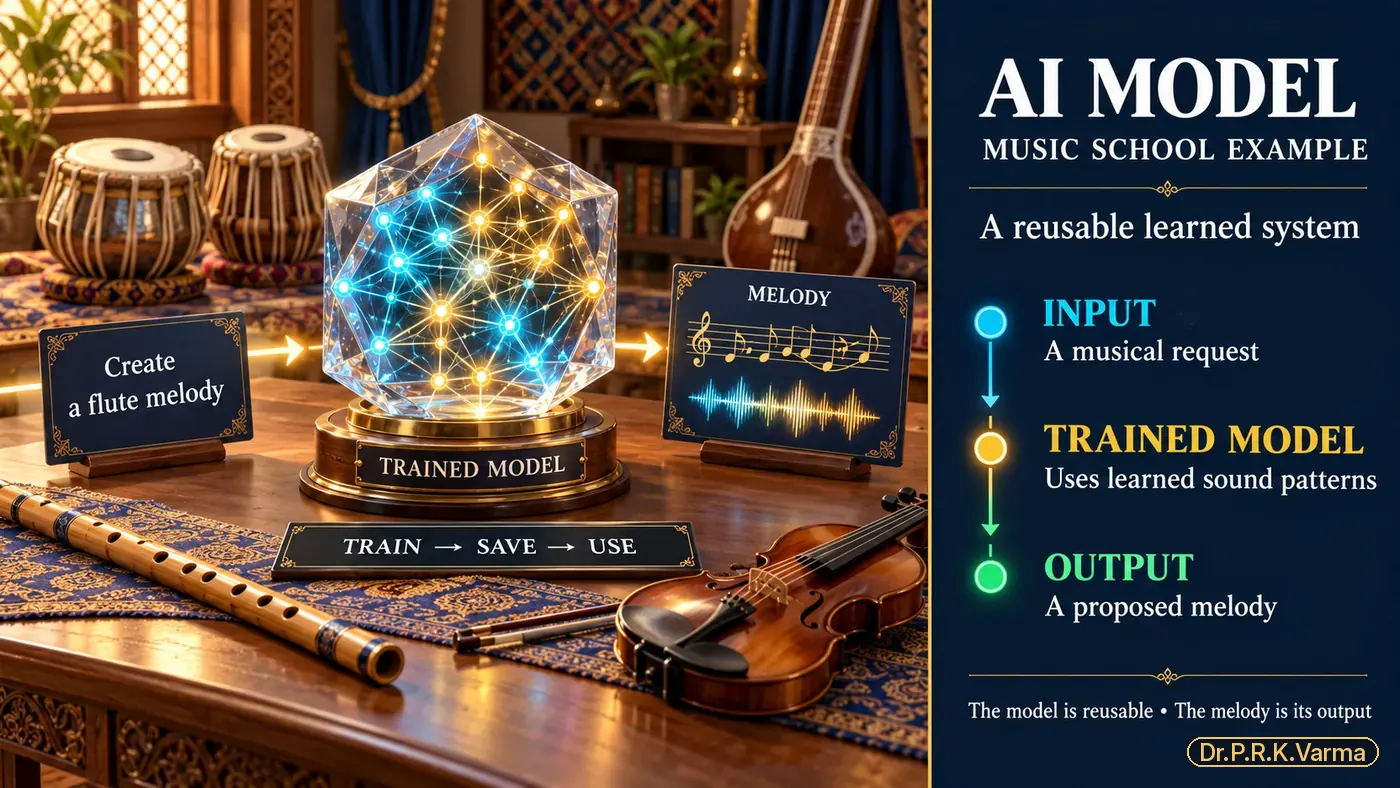 Create
a flute melody
TRAINED MODEL
MELODY
TRAIN → SAVE → USE
AI MODEL
MUSIC SCHOOL EXAMPLE
A reusable learned system
INPUT
A musical request
TRAINED MODEL
Uses learned sound patterns
OUTPUT
A proposed melody
The model is reusable • The melody is its output
Dr.P.R.K.Varma